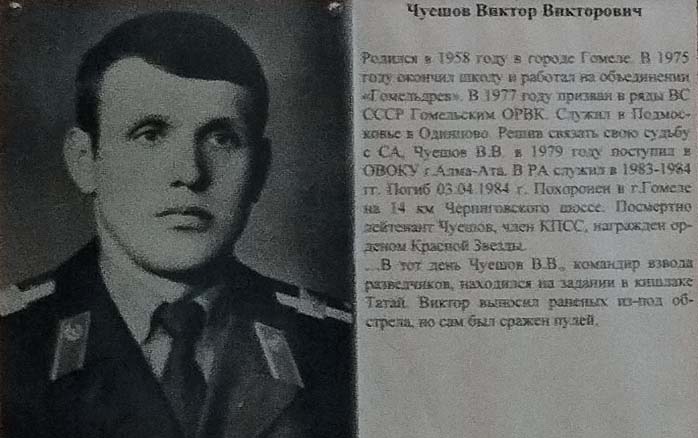 Чуешов Виктор Викторович
Родился в 1958 году в городе Гомеле. В 1975
году окончил школу и работал на объединении
«Гомельдрев». В 1977 году призван в ряды ВС
СССР Гомельским ОРВК. Служил в Подмос-
ковье в Одинцово. Решив связать свою судьбу
с СА, Чуешов В.В. в 1979 году поступил в
ОВОКУ г.Алма-Ата. В РА служил в 1983-1984
гг. Погиб 03.04.1984 г. Похоронен в г.Гомеле
на 14 км Черниговского шоссе. Посмертно
лейтенант Чуешов, член КПСС, награжден ор-
деном Красной Звезды.
…В тот день Чуешов В.В., командир взвода
разведчиков, находился на задании в кишлаке
Татай. Виктор выносил раненых из-под об-
стрела, но сам был сражен пулей.